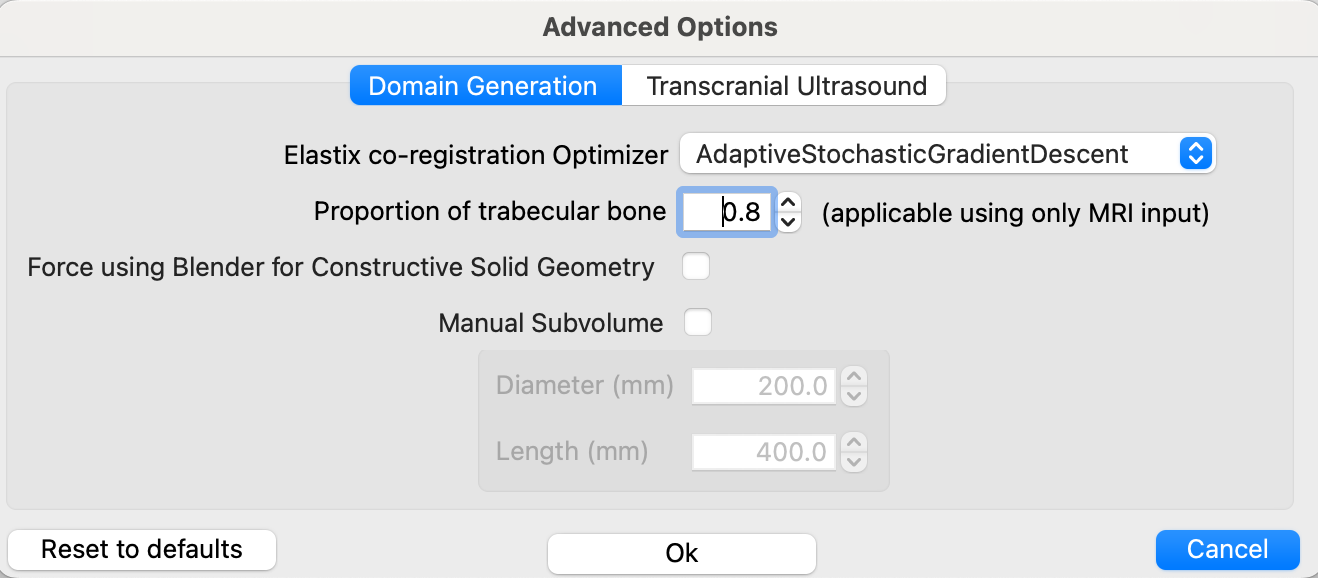 Advanced Options
Domain Generation Transcranial Ultrasound
Elastix co-registration Optimizer AdaptiveStochasticGradientDescent
Proportion of trabecular bone 0.8 (applicable using only MRI input)
Force using Blender for Constructive Solid Geometry
Manual Subvolume
Diameter (mm) 200.0
Length (mm) 400.0
Reset to defaults Ok Cancel